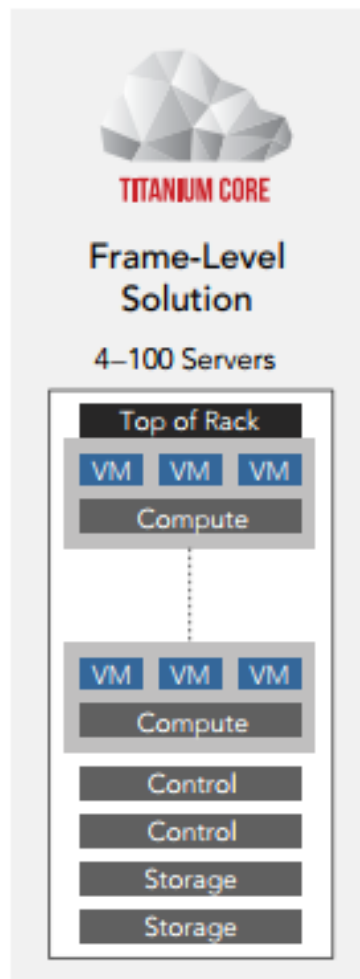 TITANIUM CORE
Frame-Level
Solution
4–100 Servers
Top of Rack
VM VM VM
Compute
VM VM VM
Compute
Control
Control
Storage
Storage